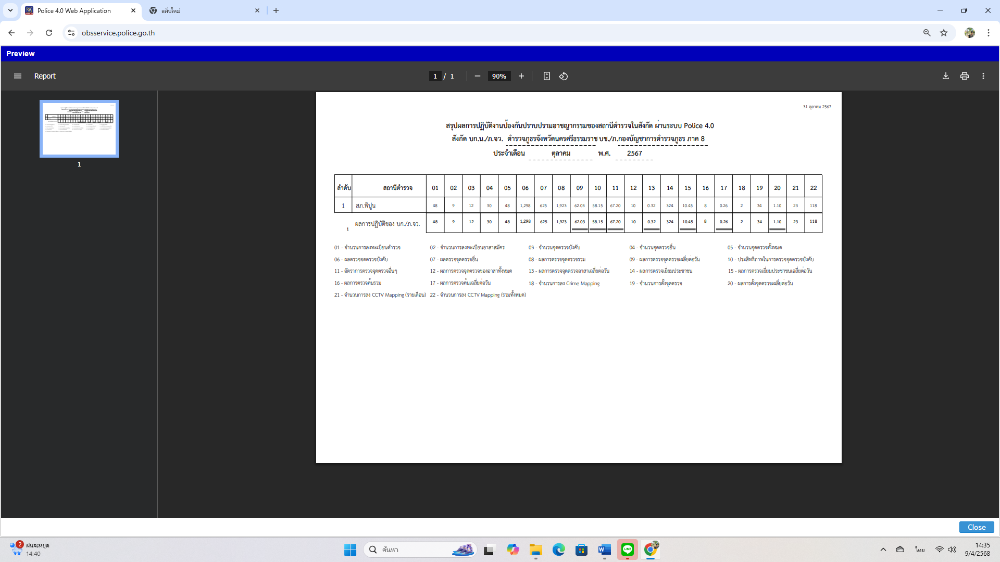 Police 4.0 Web Application
แท็บใหม่
obsservice.police.go.th
Preview
Report
1 / 1
90%
1
31 ตุลาคม 2567
สรุปผลการปฏิบัติงานป้องกันปราบปรามอาชญากรรมของสถานีตำรวจในสังกัด ผ่านระบบ Police 4.0
สังกัด บก.น./ภ.จว. ตำรวจภูธรจังหวัดนครศรีธรรมราช บช./ภ.กองบัญชาการตำรวจภูธร ภาค 8
ประจำเดือน ตุลาคม พ.ศ. 2567
ลำดับ สถานีตำรวจ 01 02 03 04 05 06 07 08 09 10 11 12 13 14 15 16 17 18 19 20 21 22
1 สภ.พิปูน 48 9 12 30 48 1,298 625 1,923 62.03 58.15 67.20 10 0.32 324 10.45 8 0.26 2 34 1.10 23 118
1 ผลการปฏิบัติของ บก./ภ.จว. 48 9 12 30 48 1,298 625 1,923 62.03 58.15 67.20 10 0.32 324 10.45 8 0.26 2 34 1.10 23 118
01 - จำนวนการลงทะเบียนตำรวจ 02 - จำนวนการลงทะเบียนอาสาสมัคร 03 - จำนวนจุดตรวจบังคับ 04 - จำนวนจุดตรวจอื่น 05 - จำนวนจุดตรวจทั้งหมด
06 - ผลตรวจจุดตรวจบังคับ 07 - ผลตรวจจุดตรวจอื่น 08 - ผลการตรวจจุดตรวจรวม 09 - ผลการตรวจจุดตรวจเฉลี่ยต่อวัน 10 - ประสิทธิภาพในการตรวจจุดตรวจบังคับ
11 - อัตราการตรวจจุดตรวจอื่นๆ 12 - ผลการตรวจจุดตรวจของอาสาทั้งหมด 13 - ผลการตรวจจุดตรวจอาสาเฉลี่ยต่อวัน 14 - ผลการตรวจเยี่ยมประชาชน 15 - ผลการตรวจเยี่ยมประชาชนเฉลี่ยต่อวัน
16 - ผลการตรวจค้นรวม 17 - ผลการตรวจค้นเฉลี่ยต่อวัน 18 - จำนวนการลง Crime Mapping 19 - จำนวนการตั้งจุดตรวจ 20 - ผลการตั้งจุดตรวจเฉลี่ยต่อวัน
21 - จำนวนการลง CCTV Mapping (รายเดือน) 22 - จำนวนการลง CCTV Mapping (รวมทั้งหมด)
Close
2 ฝนจะหยุด
14:40
ค้นหา
ไทย
14:35
9/4/2568